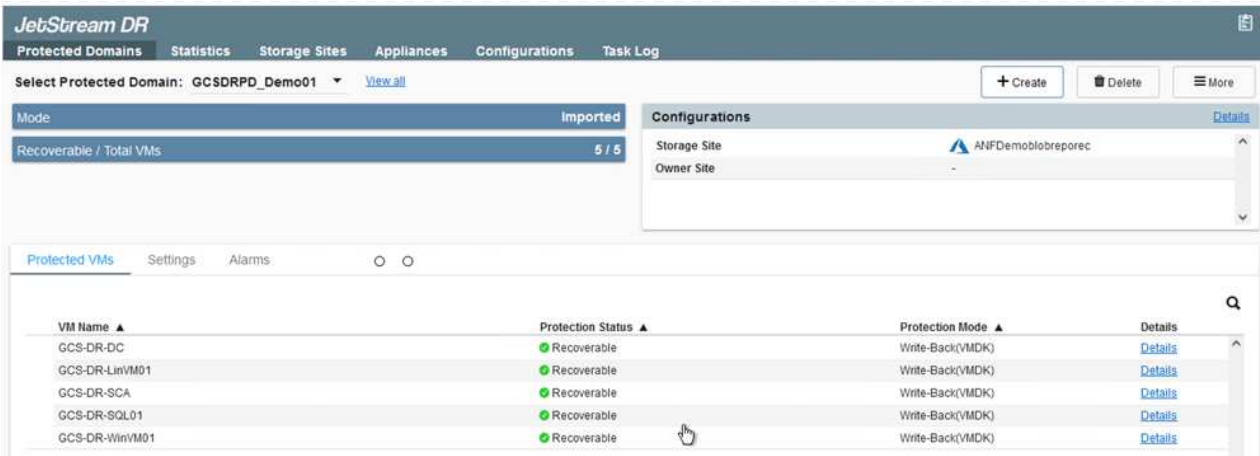 JetStream DR
Protected Domains Statistics Storage Sites Appliances Configurations Task Log
Select Protected Domain: GCSDRPD_Demo01 View all + Create Delete More
Mode Imported
Recoverable / Total VMs 5 / 5
Configurations Details
Storage Site ANFDemoblobreporec
Owner Site -
Protected VMs Settings Alarms
VM Name Protection Status Protection Mode Details
GCS-DR-DC Recoverable Write-Back(VMDK) Details
GCS-DR-LinVM01 Recoverable Write-Back(VMDK) Details
GCS-DR-SCA Recoverable Write-Back(VMDK) Details
GCS-DR-SQL01 Recoverable Write-Back(VMDK) Details
GCS-DR-WinVM01 Recoverable Write-Back(VMDK) Details